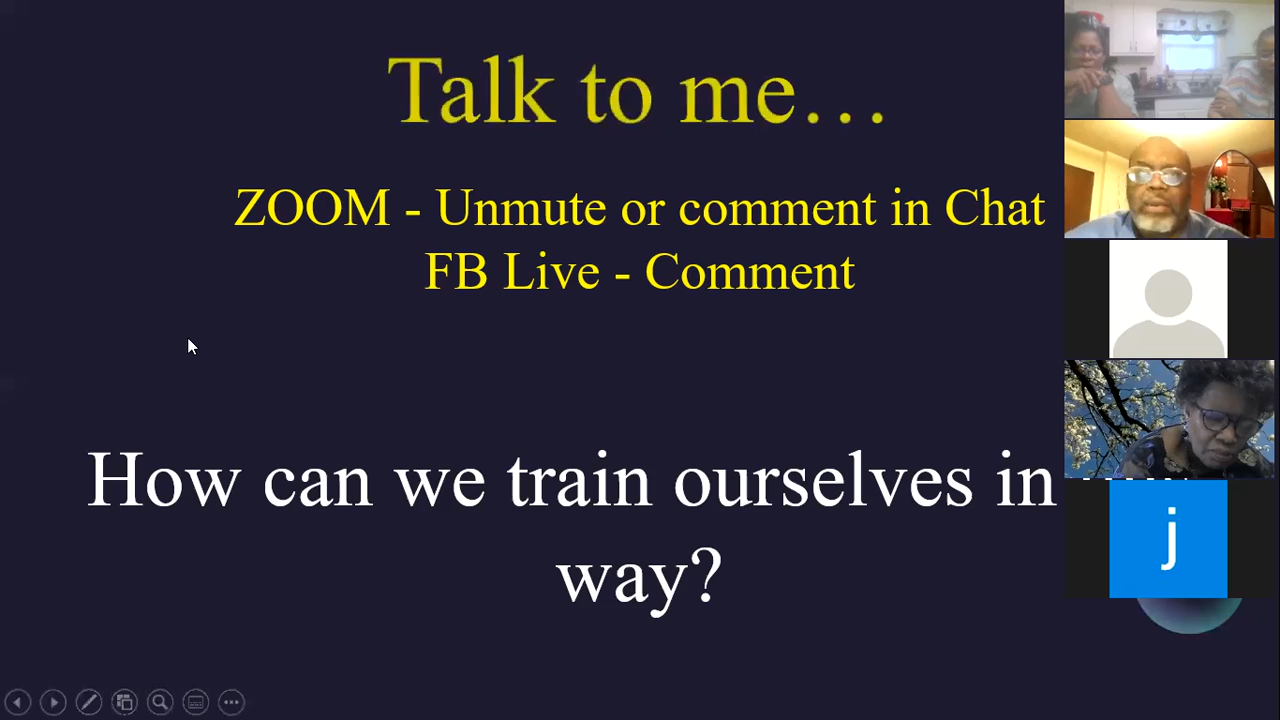 Talk to me…
ZOOM - Unmute or comment in Chat
FB Live - Comment
How can we train ourselves in
way?
j